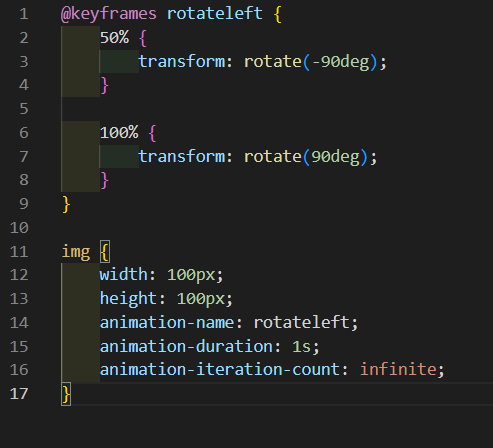 1 @keyframes rotateleft {
2     50% {
3         transform: rotate(-90deg);
4     }
5
6     100% {
7         transform: rotate(90deg);
8     }
9 }
10
11 img {
12     width: 100px;
13     height: 100px;
14     animation-name: rotateleft;
15     animation-duration: 1s;
16     animation-iteration-count: infinite;
17 }